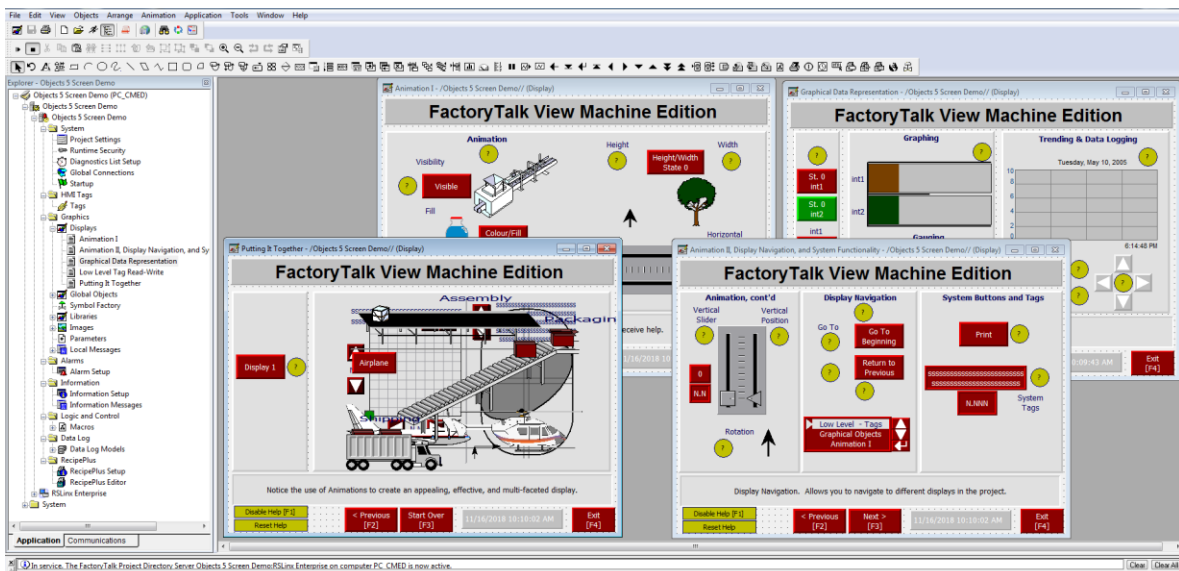 File Edit View Objects Arrange Animation Application Tools Window Help
Explorer - Objects 5 Screen Demo
Objects 5 Screen Demo (PC_CMED)
Objects 5 Screen Demo
Objects 5 Screen Demo
System
Project Settings
Runtime Security
Diagnostics List Setup
Global Connections
Startup
HMI Tags
Tags
Graphics
Displays
Animation I
Animation II, Display Navigation, and Sy
Graphical Data Representation
Low Level Tag Read-Write
Putting It Together
Global Objects
Symbol Factory
Libraries
Images
Parameters
Local Messages
Alarms
Alarm Setup
Information
Information Setup
Information Messages
Logic and Control
Macros
Data Log
Data Log Models
RecipePlus
RecipePlus Setup
RecipePlus Editor
RSLinx Enterprise
System
Application Communications
Animation I - /Objects 5 Screen Demo// (Display)
FactoryTalk View Machine Edition
Animation
Visibility
?
?
Visible
Fill
Colour/Fill
Height
?
Height/Width
State 0
Width
?
Horizontal
receive help.
Graphical Data Representation - /Objects 5 Screen Demo// (Display)
FactoryTalk View Machine Edition
Graphing
?
?
St. 0
int1
St. 0
int2
int1
int1
int2
Trending & Data Logging
Tuesday, May 10, 2005
?
10
8
6
4
2
0
6:14:48 PM
?
?
?
Exit
[F4]
Putting It Together - /Objects 5 Screen Demo// (Display)
FactoryTalk View Machine Edition
Display 1
?
Assembly
Packagin
Airplane
Shipping
Notice the use of Animations to create an appealing, effective, and multi-faceted display.
Disable Help [F1]
Reset Help
< Previous
[F2]
Start Over
[F3]
11/16/2018 10:10:02 AM
Exit
[F4]
Animation II, Display Navigation, and System Functionality - /Objects 5 Screen Demo// (Display)
FactoryTalk View Machine Edition
Animation, cont'd
Vertical
Slider
?
Vertical
Position
?
0
N.N
Rotation
?
Display Navigation
?
Go To
?
Go To
Beginning
?
Return to
Previous
?
Low Level - Tags
Graphical Objects
Animation I
System Buttons and Tags
Print
?
SSSSSSSSSSSSSSSSSSSS
SSSSSSSSSSSSSSSSSSSS
?
N.NNN
System
Tags
Display Navigation. Allows you to navigate to different displays in the project.
Disable Help [F1]
Reset Help
< Previous
[F2]
Next >
[F3]
11/16/2018 10:10:02 AM
Exit
[F4]
In service. The FactoryTalk Project Directory Server Objects 5 Screen Demo:RSLinx Enterprise on computer PC_CMED is now active.
Clear Clear All